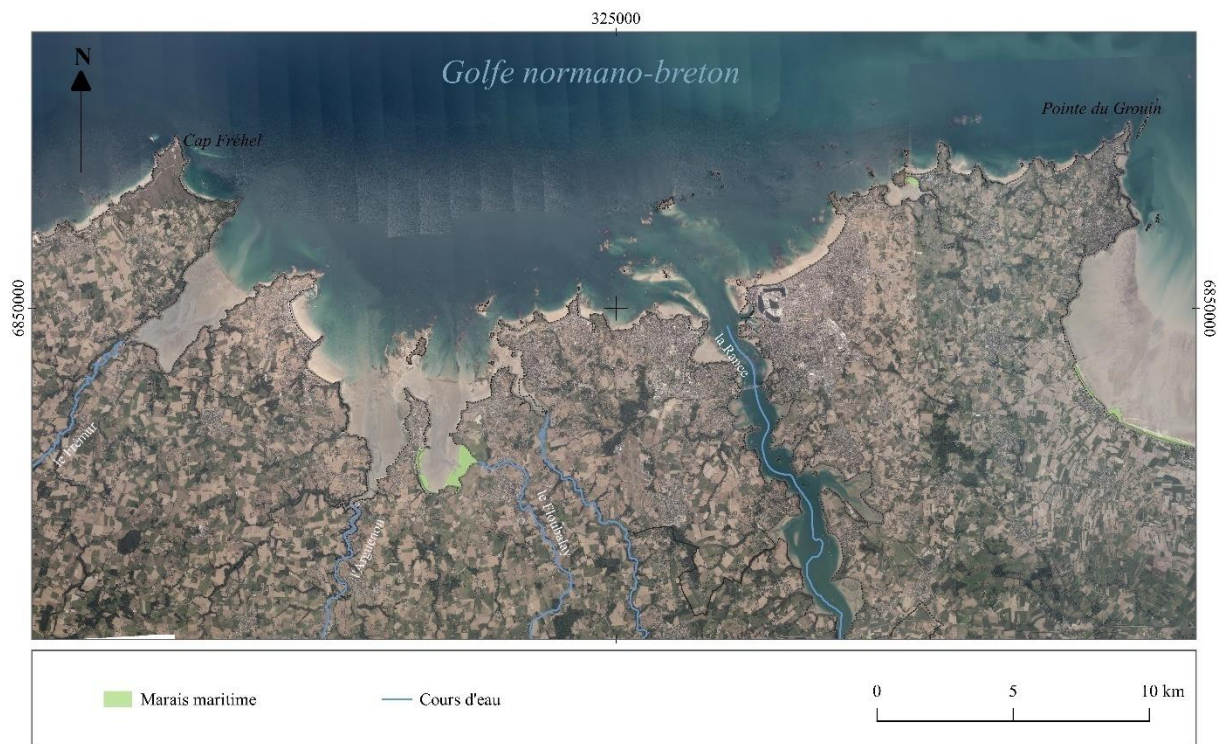 325000
N
Golfe normano-breton
Pointe du Grouin
Cap Fréhel
6850000
6850000
la Rance
le Frémur
l'Arguenon
le Floubalay
Marais maritime
Cours d'eau
0 5 10 km